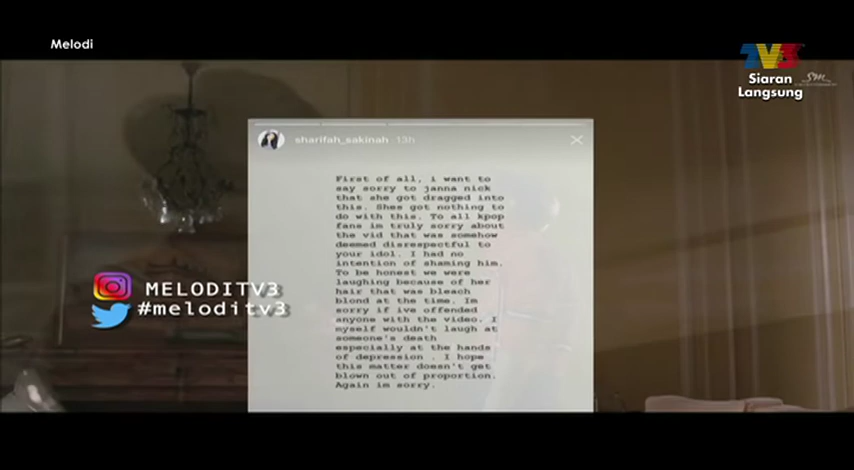 Melodi
TV3
sm
Siaran
Langsung
sharifah_sakinah 13h
First of all, i want to
say sorry to janna nick
that she got dragged into
this. Shes got nothing to
do with this. To all kpop
fans im truly sorry about
the vid that was somehow
deemed disrespectful to
your idol. I had no
intention of shaming him.
To be honest we were
laughing because of her
hair that was bleach
blond at the time. Im
sorry if ive offended
anyone with the video. I
myself wouldn't laugh at
someone's death
especially at the hands
of depression . I hope
this matter doesn't get
blown out of proportion.
Again im sorry.
MELODITV3
#meloditv3